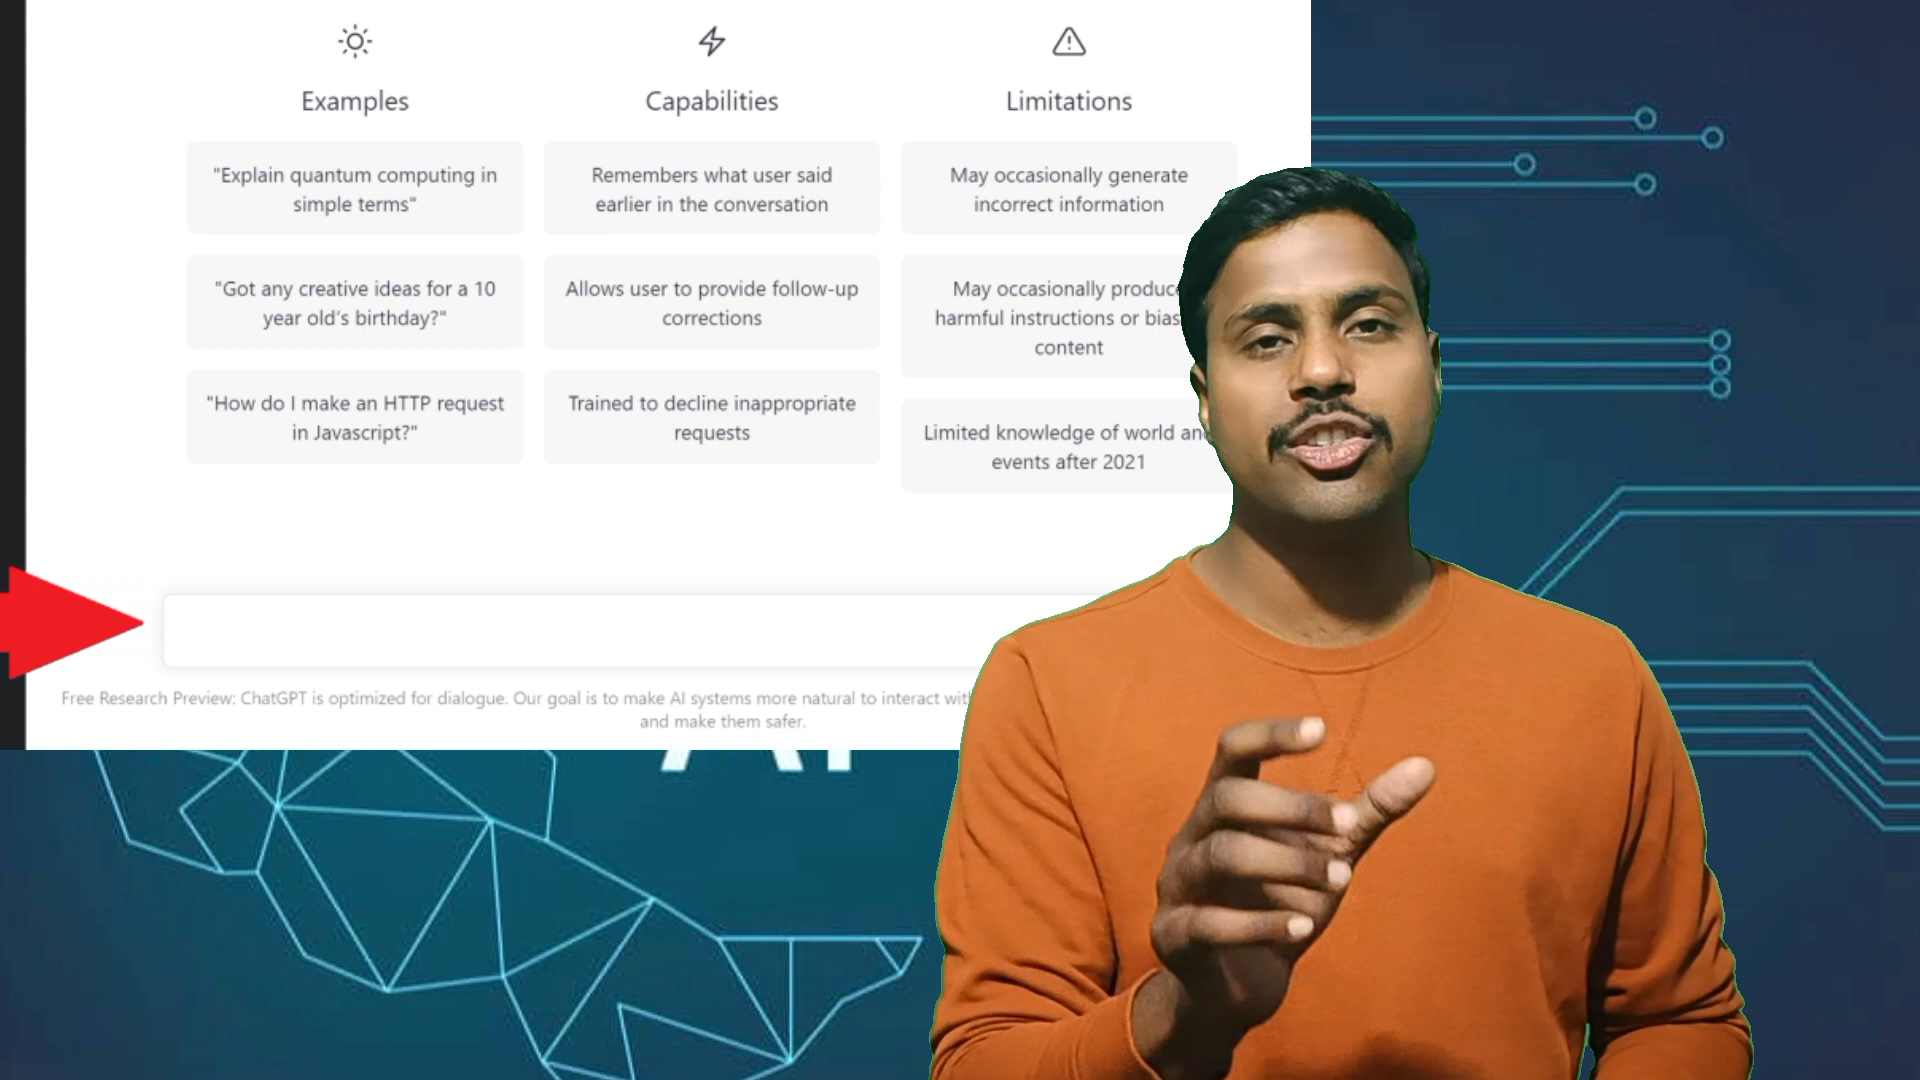 Examples
Capabilities
Limitations
"Explain quantum computing in
simple terms"
"Got any creative ideas for a 10
year old's birthday?"
"How do I make an HTTP request
in Javascript?"
Remembers what user said
earlier in the conversation
Allows user to provide follow-up
corrections
Trained to decline inappropriate
requests
May occasionally generate
incorrect information
May occasionally produce
harmful instructions or
content
Limited knowledge of world
events after 2021
Free Research Preview: ChatGPT is optimized for dialogue. Our goal is to make AI systems more natural to interact
and make them safer.